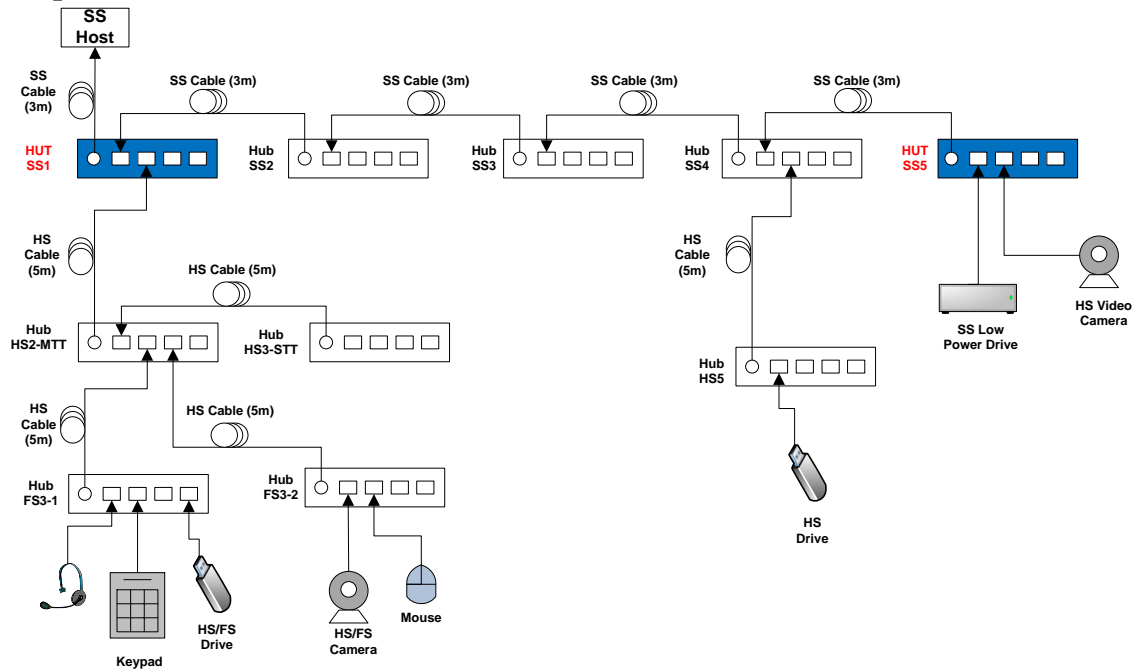 SS
Host
SS
Cable
(3m)
SS Cable (3m)
SS Cable (3m)
SS Cable (3m)
SS Cable (3m)
HUT
SS1
Hub
SS2
Hub
SS3
Hub
SS4
HUT
SS5
HS
Cable
(5m)
HS Cable (5m)
HS
Cable
(5m)
SS Low
Power Drive
HS Video
Camera
Hub
HS2-MTT
Hub
HS3-STT
Hub
HS5
HS
Cable
(5m)
HS Cable (5m)
Hub
FS3-1
Hub
FS3-2
HS
Drive
Keypad
HS/FS
Drive
HS/FS
Camera
Mouse